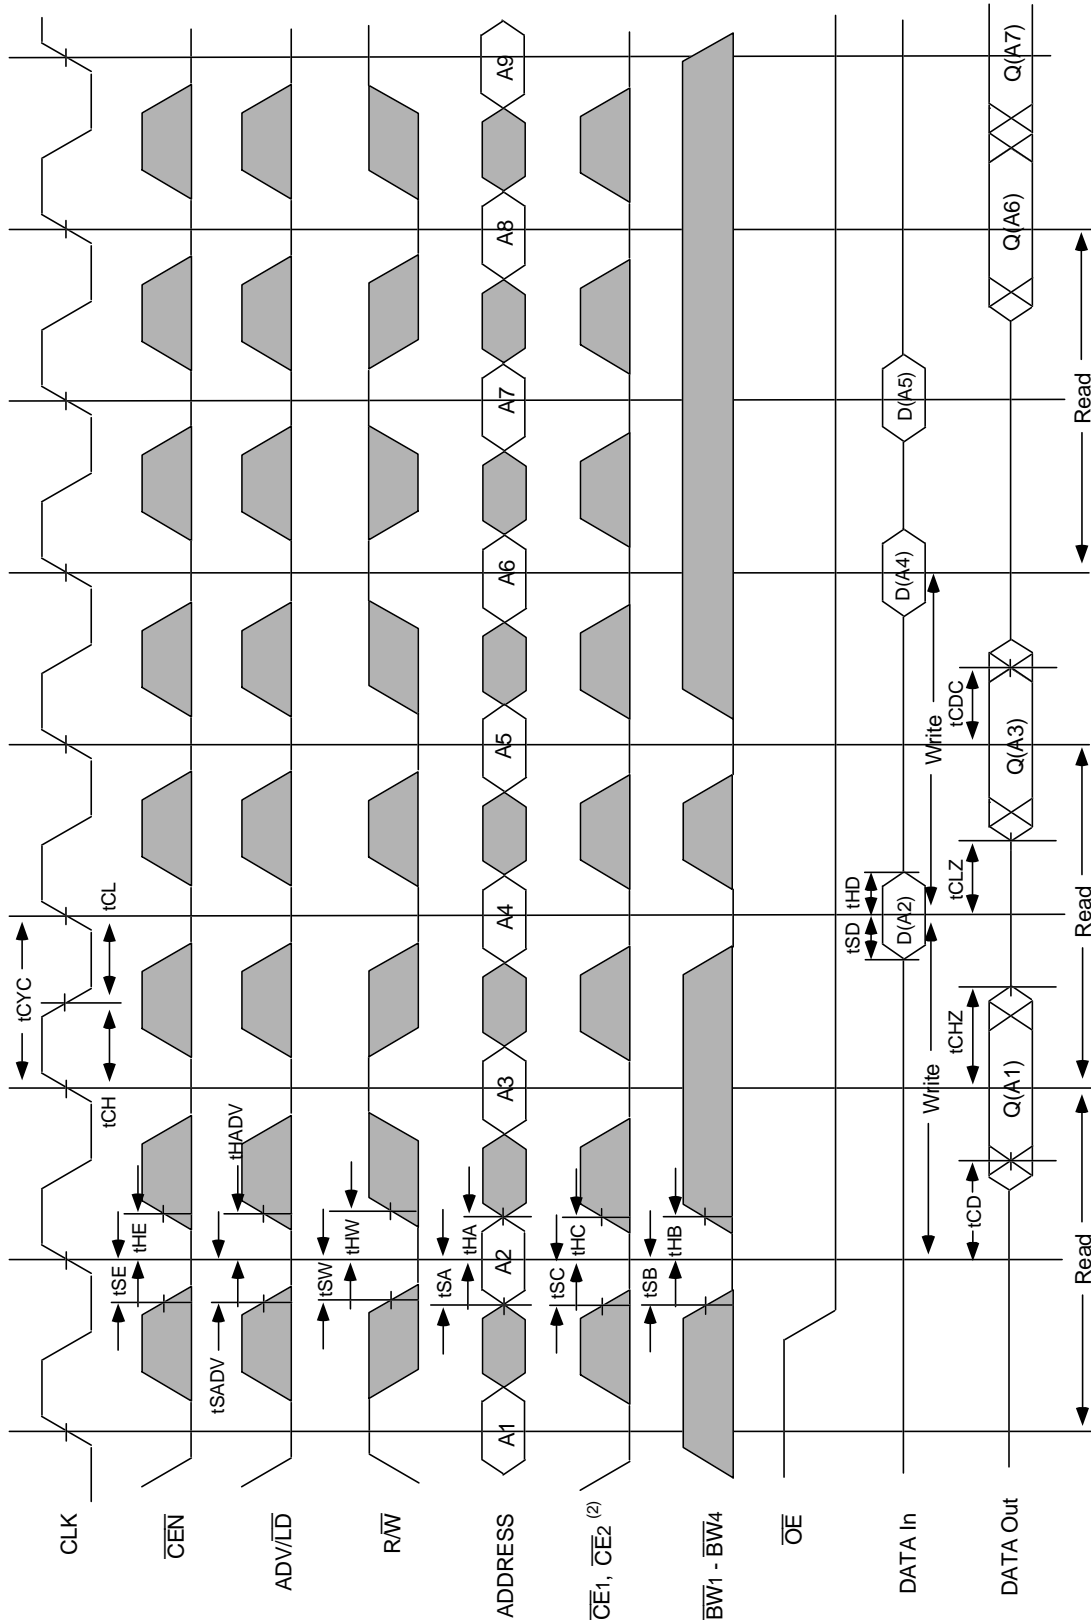 CLK
tCYC
tCH
tCL
CEN
tSE
tHE
ADV/LD
tSADV
tHADV
R/W
tSW
tHW
ADDRESS
A1
A2
A3
A4
A5
A6
A7
A8
A9
tSA
tHA
CE1, CE2 (2)
tSC
tHC
BW1 - BW4
tSB
tHB
OE
DATA In
tSD
tHD
D(A2)
D(A4)
D(A5)
Write
Write
DATA Out
tCD
tCHZ
tCLZ
tCDC
Q(A1)
Q(A3)
Q(A6)
Q(A7)
Read
Read
Read